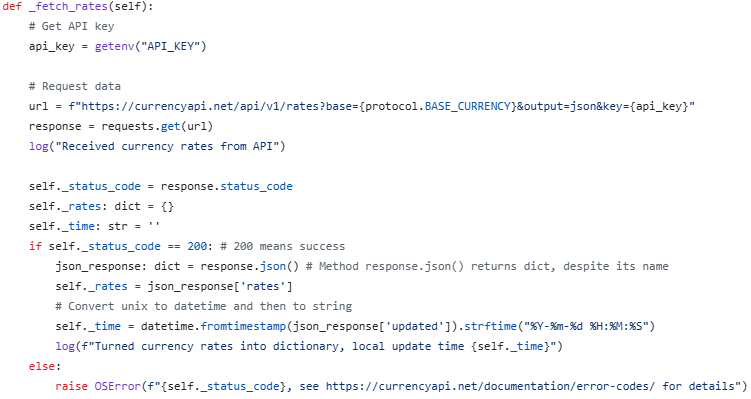 def _fetch_rates(self):
    # Get API key
    api_key = getenv("API_KEY")

    # Request data
    url = f"https://currencyapi.net/api/v1/rates?base={protocol.BASE_CURRENCY}&output=json&key={api_key}"
    response = requests.get(url)
    log("Received currency rates from API")

    self._status_code = response.status_code
    self._rates: dict = {}
    self._time: str = ''
    if self._status_code == 200: # 200 means success
        json_response: dict = response.json() # Method response.json() returns dict, despite its name
        self._rates = json_response['rates']
        # Convert unix to datetime and then to string
        self._time = datetime.fromtimestamp(json_response['updated']).strftime("%Y-%m-%d %H:%M:%S")
        log(f"Turned currency rates into dictionary, local update time {self._time}")
    else:
        raise OSError(f"{self._status_code}, see https://currencyapi.net/documentation/error-codes/ for details")